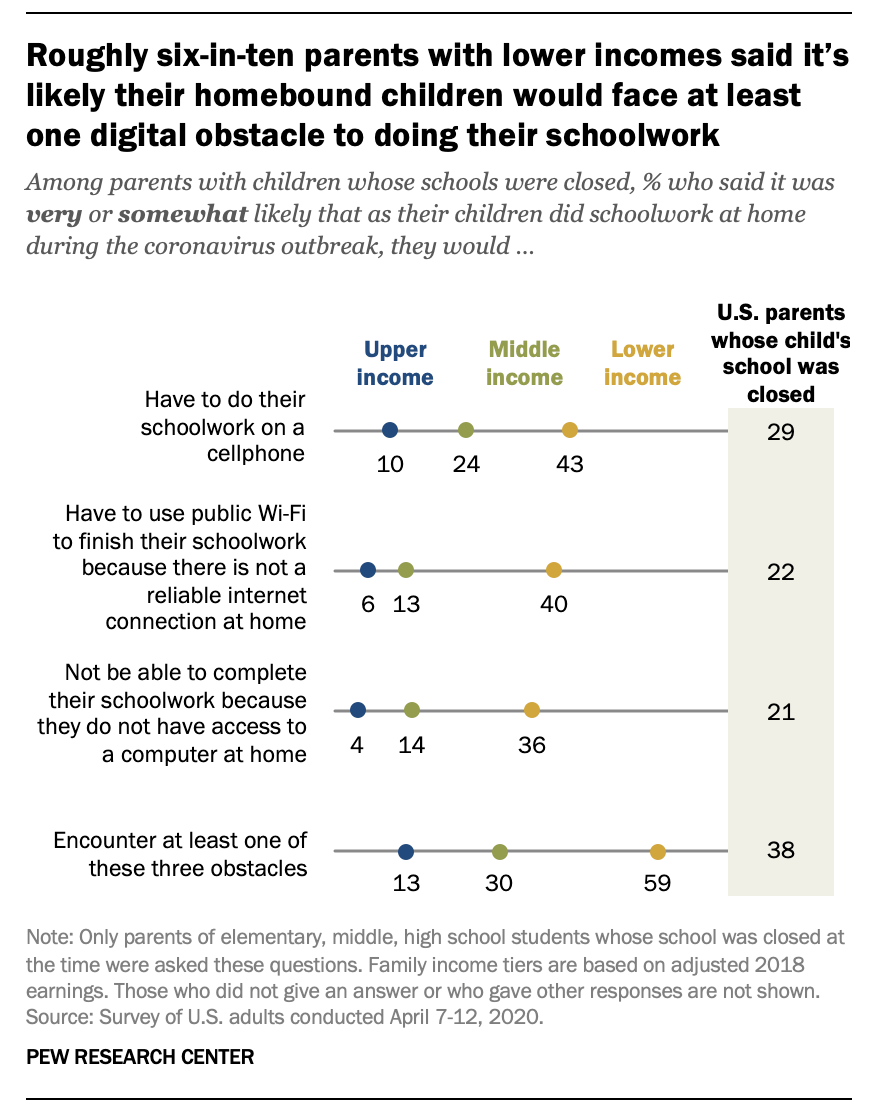 Roughly six-in-ten parents with lower incomes said it’s
likely their homebound children would face at least
one digital obstacle to doing their schoolwork
Among parents with children whose schools were closed, % who said it was
very or somewhat likely that as their children did schoolwork at home
during the coronavirus outbreak, they would ...
U.S. parents
whose child's
school was
closed
Upper
income
Middle
income
Lower
income
Have to do their
schoolwork on a
cellphone
10 24 43 29
Have to use public Wi-Fi
to finish their schoolwork
because there is not a
reliable internet
connection at home
6 13 40 22
Not be able to complete
their schoolwork because
they do not have access to
a computer at home
4 14 36 21
Encounter at least one of
these three obstacles
13 30 59 38
Note: Only parents of elementary, middle, high school students whose school was closed at
the time were asked these questions. Family income tiers are based on adjusted 2018
earnings. Those who did not give an answer or who gave other responses are not shown.
Source: Survey of U.S. adults conducted April 7-12, 2020.
PEW RESEARCH CENTER